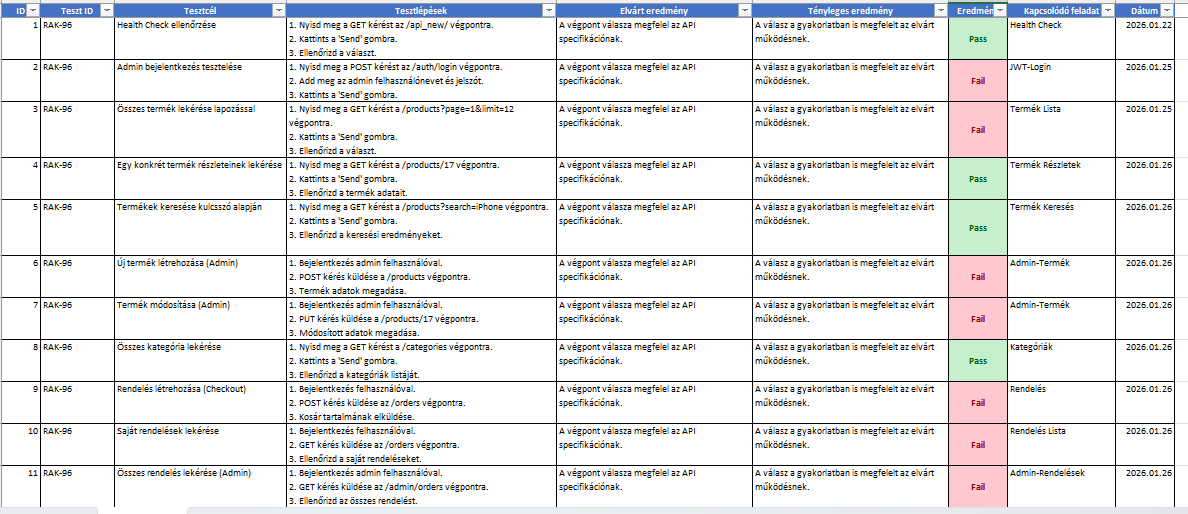 ID Teszt ID Tesztcél Tesztlépések Elvárt eredmény Tényleges eredmény Eredmén Kapcsolódó feladat Dátum
1 RAK-96 Health Check ellenőrzése 1. Nyisd meg a GET kérést az /api_new/ végpontra. A végpont válasza megfelel az API A válasz a gyakorlatban is megfelelt az elvárt Health Check 2026.01.22
2. Kattints a 'Send' gombra. specifikációnak. működésnek. Pass
3. Ellenőrizd a választ.
2 RAK-96 Admin bejelentkezés tesztelése 1. Nyisd meg a POST kérést az /auth/login végpontra. A végpont válasza megfelel az API A válasz a gyakorlatban is megfelelt az elvárt JWT-Login 2026.01.25
2. Add meg az admin felhasználónevet és jelszót. specifikációnak. működésnek. Fail
3. Kattints a 'Send' gombra.
3 RAK-96 Összes termék lekérése lapozással 1. Nyisd meg a GET kérést a /products?page=1&limit=12 A végpont válasza megfelel az API A válasz a gyakorlatban is megfelelt az elvárt Termék Lista 2026.01.25
végpontra. specifikációnak. működésnek. Fail
2. Kattints a 'Send' gombra.
3. Ellenőrizd a választ.
4 RAK-96 Egy konkrét termék részleteinek lekérése 1. Nyisd meg a GET kérést a /products/17 végpontra. A végpont válasza megfelel az API A válasz a gyakorlatban is megfelelt az elvárt Termék Részletek 2026.01.26
2. Kattints a 'Send' gombra. specifikációnak. működésnek. Pass
3. Ellenőrizd a termék adatait.
5 RAK-96 Termékek keresése kulcsszó alapján 1. Nyisd meg a GET kérést a /products?search=iPhone végpontra. A végpont válasza megfelel az API A válasz a gyakorlatban is megfelelt az elvárt Termék Keresés 2026.01.26
2. Kattints a 'Send' gombra. specifikációnak. működésnek. Pass
3. Ellenőrizd a keresési eredményeket.
6 RAK-96 Új termék létrehozása (Admin) 1. Bejelentkezés admin felhasználóval. A végpont válasza megfelel az API A válasz a gyakorlatban is megfelelt az elvárt Admin-Termék 2026.01.26
2. POST kérés küldése a /products végpontra. specifikációnak. működésnek. Fail
3. Termék adatok megadása.
7 RAK-96 Termék módosítása (Admin) 1. Bejelentkezés admin felhasználóval. A végpont válasza megfelel az API A válasz a gyakorlatban is megfelelt az elvárt Admin-Termék 2026.01.26
2. PUT kérés küldése a /products/17 végpontra. specifikációnak. működésnek. Fail
3. Módosított adatok megadása.
8 RAK-96 Összes kategória lekérése 1. Nyisd meg a GET kérést a /categories végpontra. A végpont válasza megfelel az API A válasz a gyakorlatban is megfelelt az elvárt Kategóriák 2026.01.26
2. Kattints a 'Send' gombra. specifikációnak. működésnek. Pass
3. Ellenőrizd a kategóriák listáját.
9 RAK-96 Rendelés létrehozása (Checkout) 1. Bejelentkezés felhasználóval. A végpont válasza megfelel az API A válasz a gyakorlatban is megfelelt az elvárt Rendelés 2026.01.26
2. POST kérés küldése az /orders végpontra. specifikációnak. működésnek. Fail
3. Kosár tartalmának elküldése.
10 RAK-96 Saját rendelések lekérése 1. Bejelentkezés felhasználóval. A végpont válasza megfelel az API A válasz a gyakorlatban is megfelelt az elvárt Rendelés Lista 2026.01.26
2. GET kérés küldése az /orders végpontra. specifikációnak. működésnek. Fail
3. Ellenőrizd a saját rendeléseket.
11 RAK-96 Összes rendelés lekérése (Admin) 1. Bejelentkezés admin felhasználóval. A végpont válasza megfelel az API A válasz a gyakorlatban is megfelelt az elvárt Admin-Rendelések 2026.01.26
2. GET kérés küldése az /admin/orders végpontra. specifikációnak. működésnek. Fail
3. Ellenőrizd az összes rendelést.